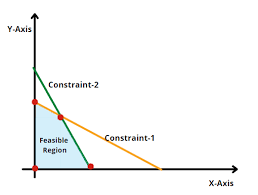 Y-Axis
Constraint-2
Constraint-1
Feasible
Region
X-Axis